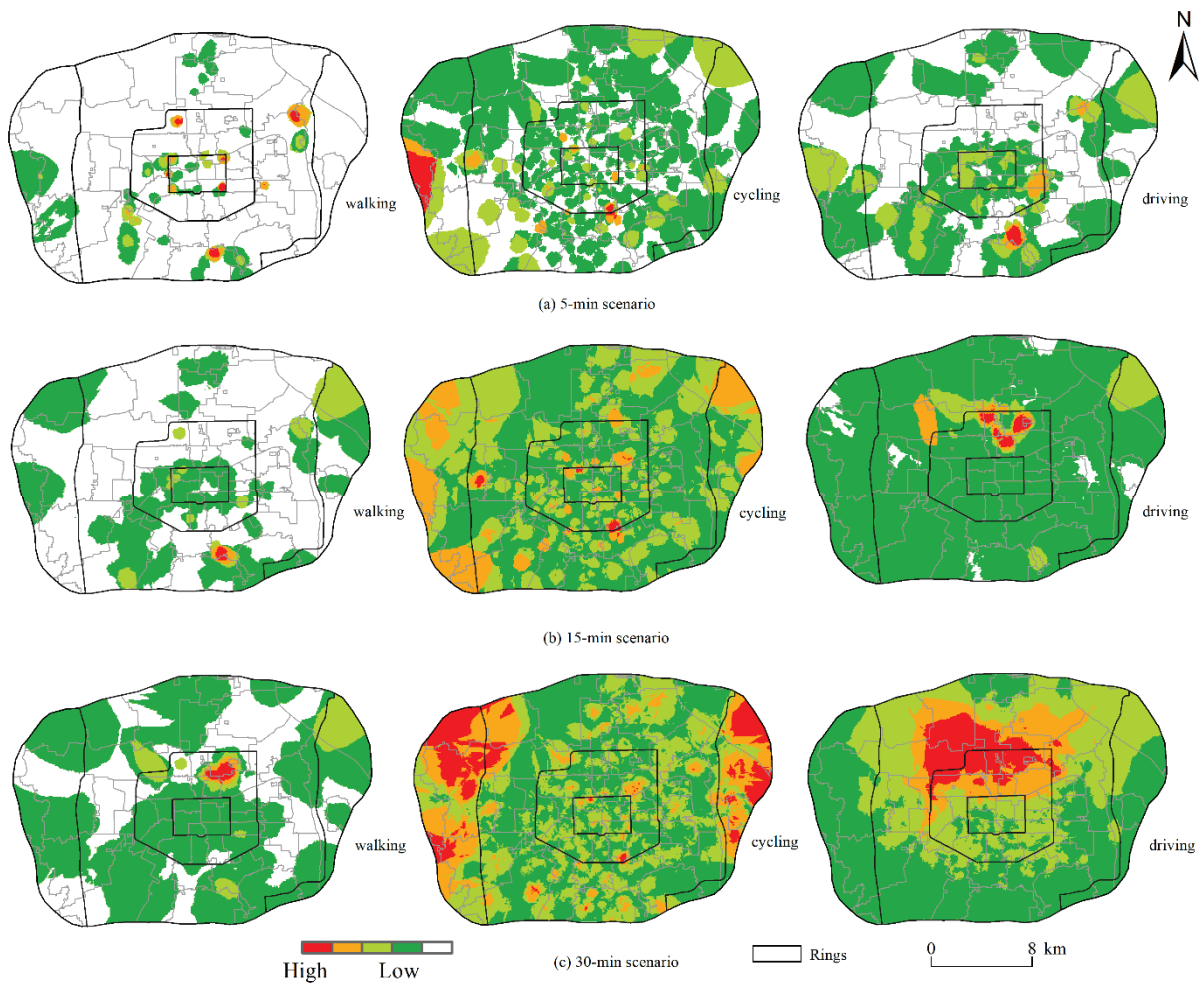 N
walking
cycling
driving
(a) 5-min scenario
walking
cycling
driving
(b) 15-min scenario
walking
cycling
driving
High
Low
(c) 30-min scenario
Rings
0 8 km